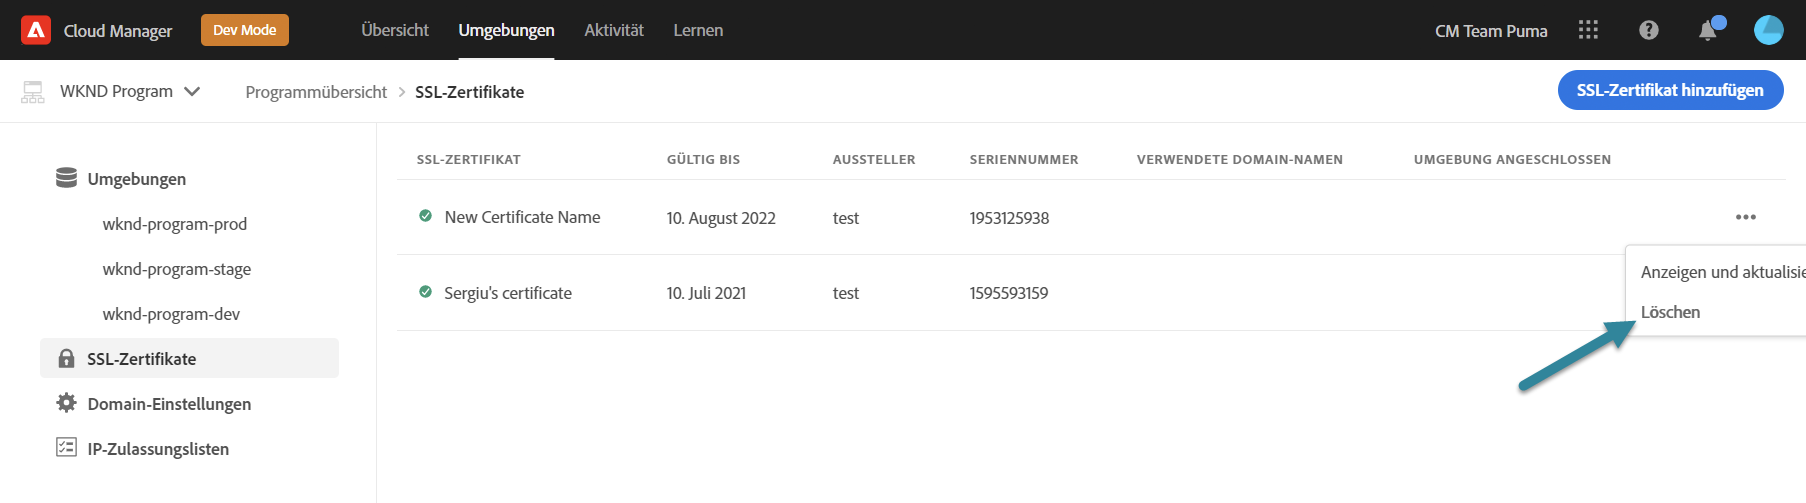 Cloud Manager Dev Mode Übersicht Umgebungen Aktivität Lernen CM Team Puma
WKND Program Programmübersicht > SSL-Zertifikate SSL-Zertifikat hinzufügen
Umgebungen
wknd-program-prod
wknd-program-stage
wknd-program-dev
SSL-Zertifikate
Domain-Einstellungen
IP-Zulassungslisten
SSL-ZERTIFIKAT GÜLTIG BIS AUSSTELLER SERIENNUMMER VERWENDETE DOMAIN-NAMEN UMGEBUNG ANGESCHLOSSEN
New Certificate Name 10. August 2022 test 1953125938
Sergiu's certificate 10. Juli 2021 test 1595593159
Anzeigen und aktualisie
Löschen